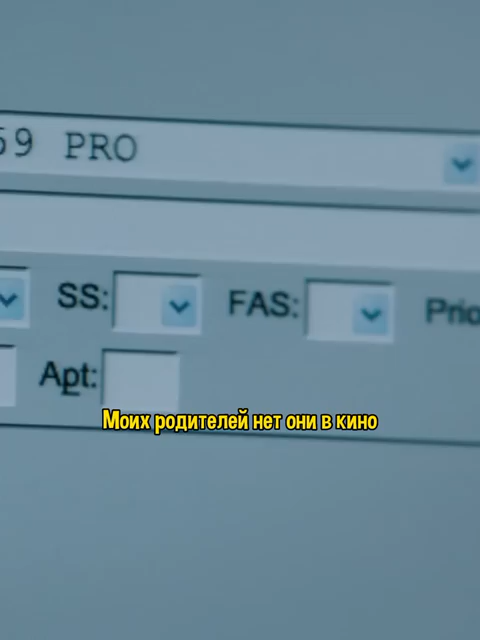 59 PRO
SS: FAS: Prio
Apt:
Моих родителей нет они в кино